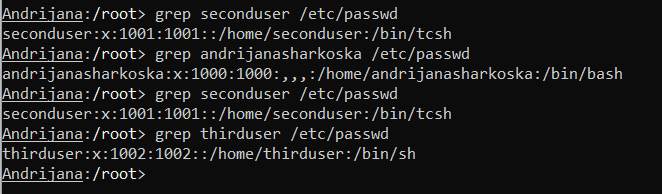 Andrijana:/root> grep seconduser /etc/passwd
seconduser:x:1001:1001::/home/seconduser:/bin/tcsh
Andrijana:/root> grep andrijanasharkoska /etc/passwd
andrijanasharkoska:x:1000:1000:,,,:/home/andrijanasharkoska:/bin/bash
Andrijana:/root> grep seconduser /etc/passwd
seconduser:x:1001:1001::/home/seconduser:/bin/tcsh
Andrijana:/root> grep thirduser /etc/passwd
thirduser:x:1002:1002::/home/thirduser:/bin/sh
Andrijana:/root>